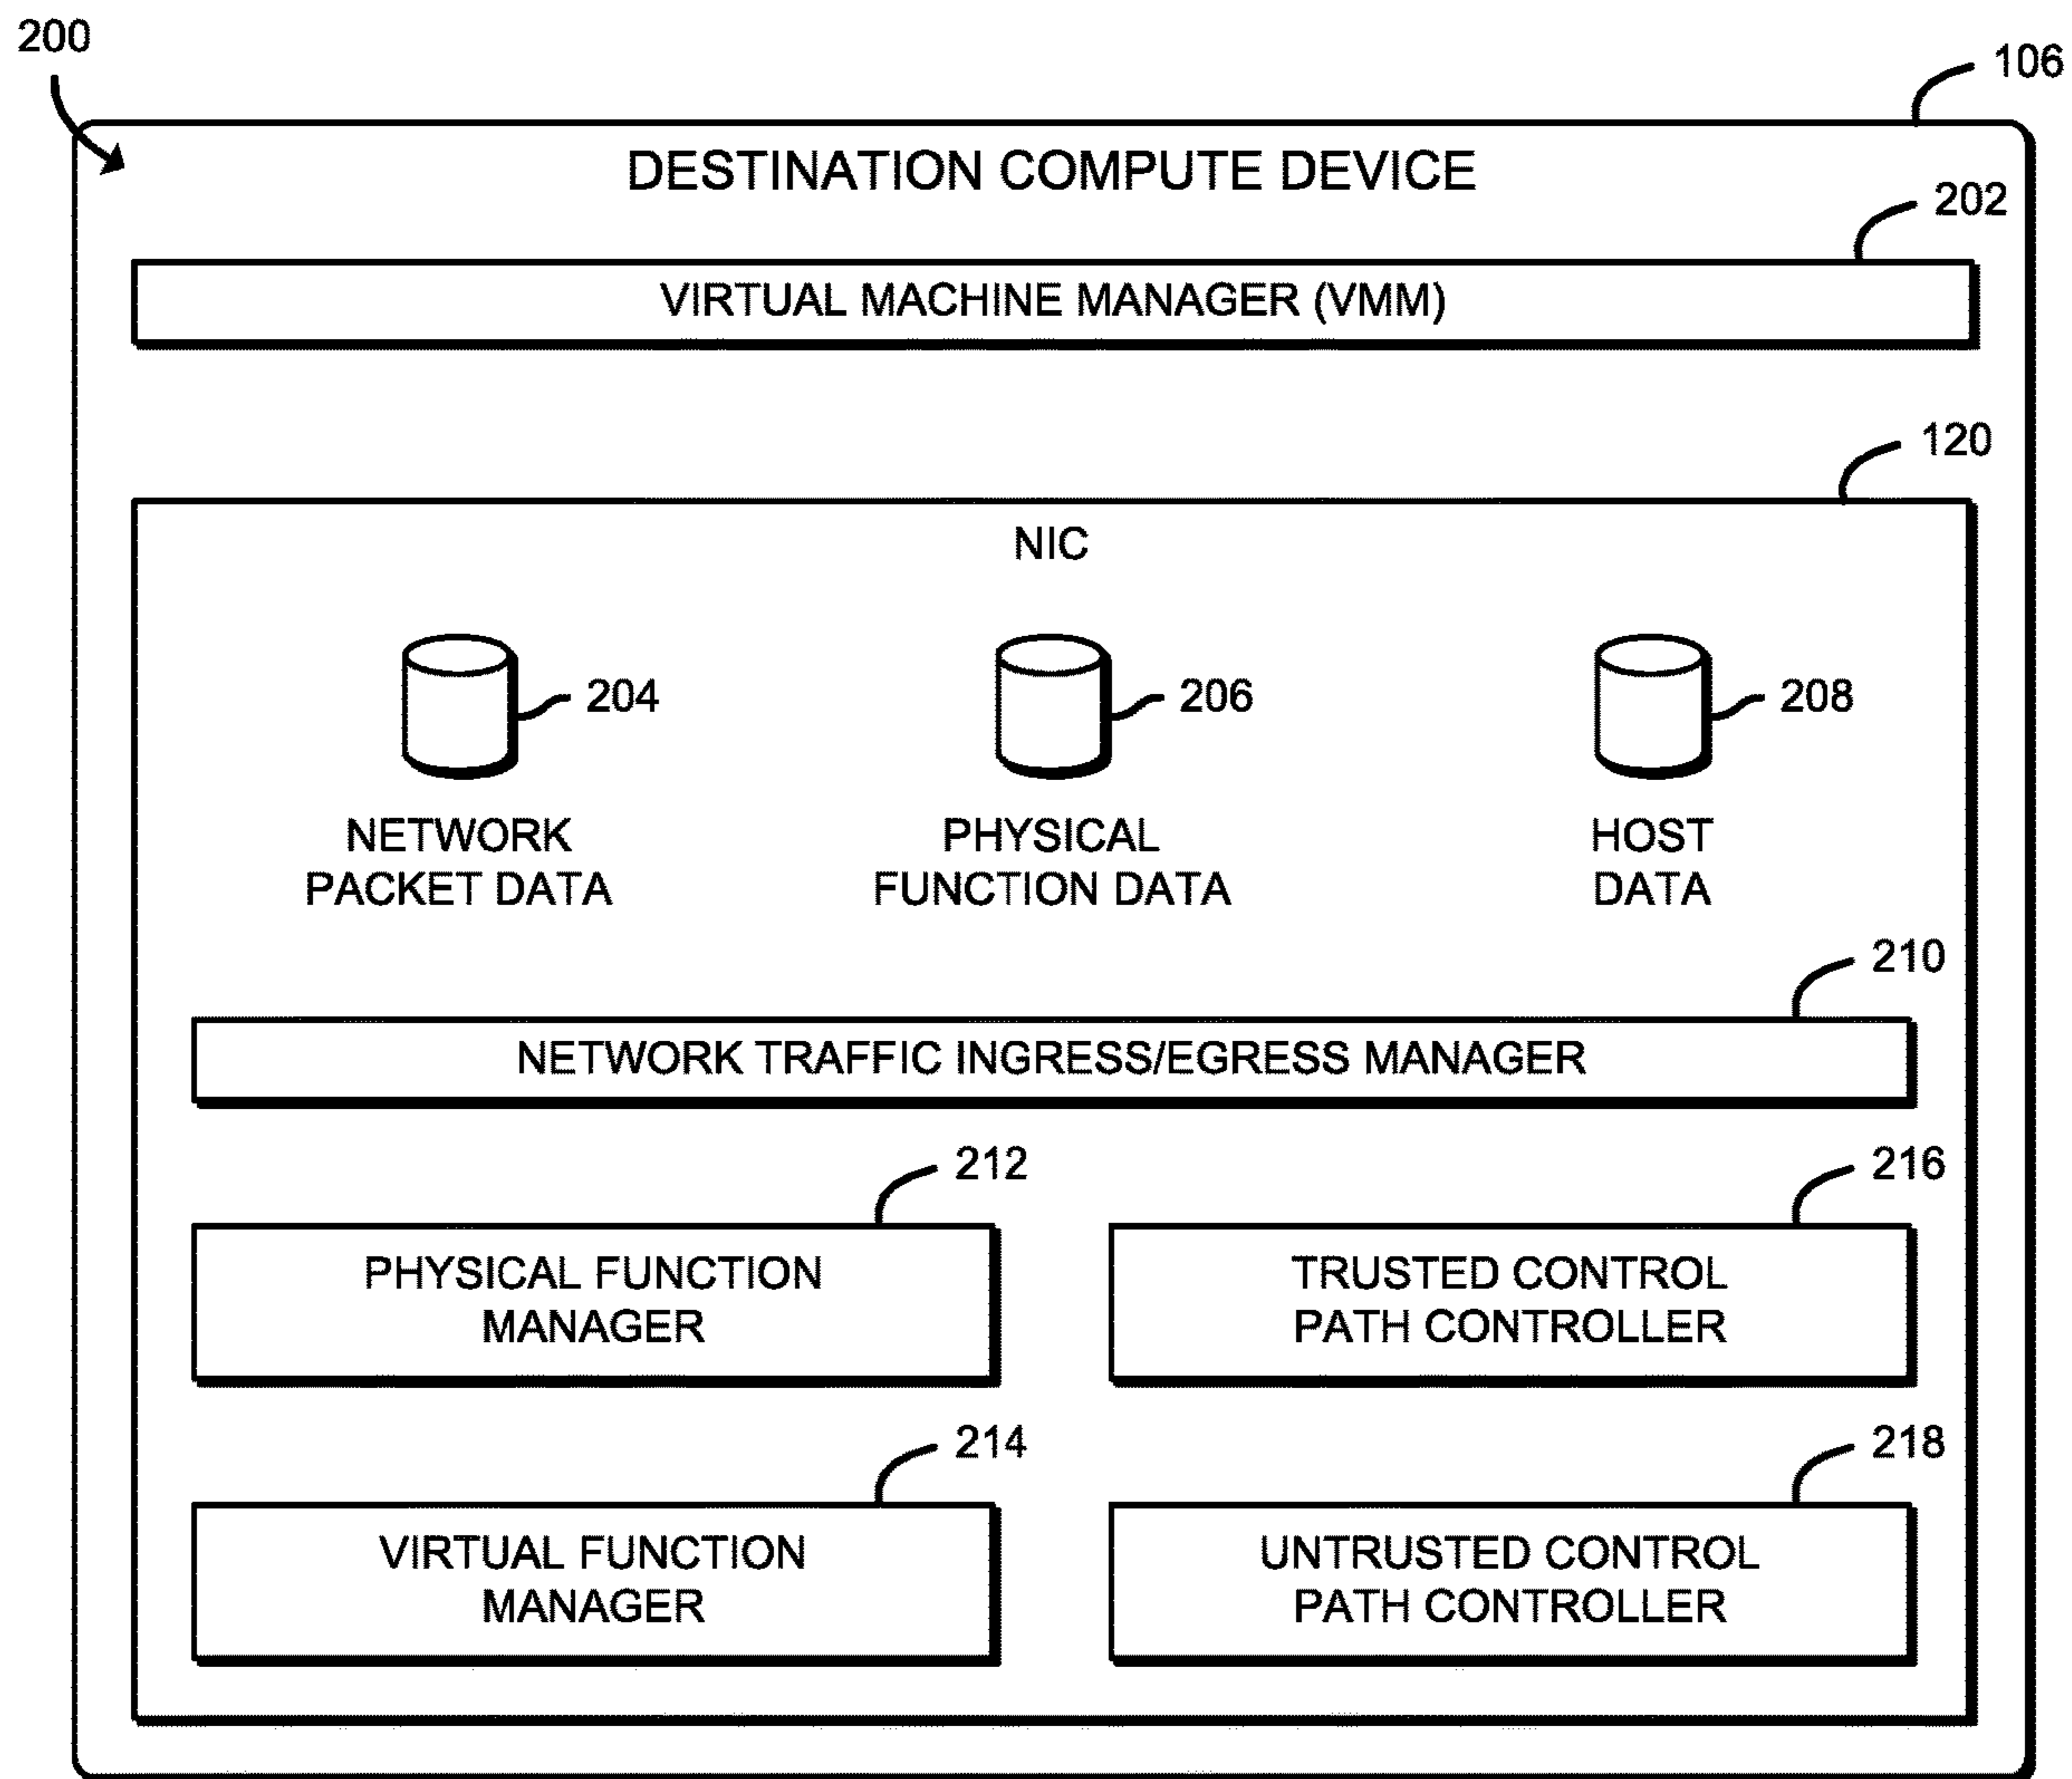 200
106
DESTINATION COMPUTE DEVICE
202
VIRTUAL MACHINE MANAGER (VMM)
120
NIC
204
206
208
NETWORK
PACKET DATA
PHYSICAL
FUNCTION DATA
HOST
DATA
210
NETWORK TRAFFIC INGRESS/EGRESS MANAGER
212
216
PHYSICAL FUNCTION
MANAGER
TRUSTED CONTROL
PATH CONTROLLER
214
218
VIRTUAL FUNCTION
MANAGER
UNTRUSTED CONTROL
PATH CONTROLLER